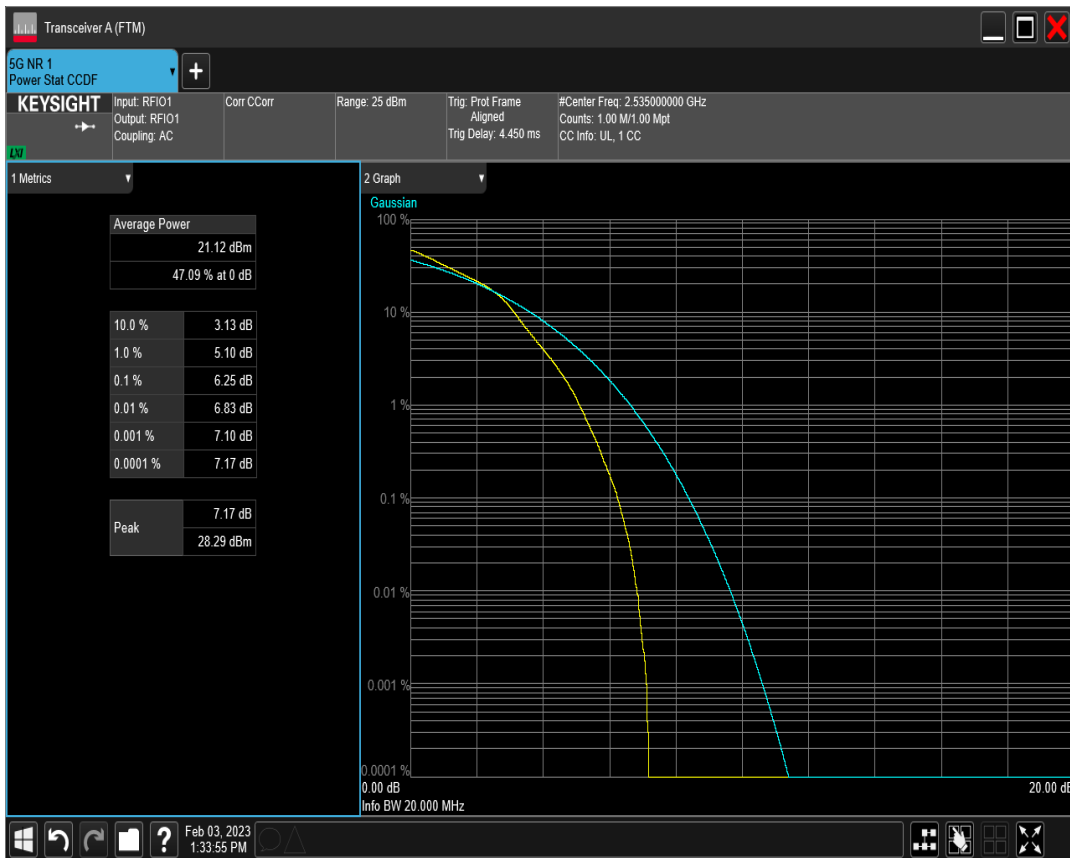 Transceiver A (FTM)
5G NR 1
Power Stat CCDF
+
KEYSIGHT
LXI
Input: RFIO1
Output: RFIO1
Coupling: AC
Corr CCorr
Range: 25 dBm
Trig: Prot Frame
Aligned
Trig Delay: 4.450 ms
#Center Freq: 2.535000000 GHz
Counts: 1.00 M/1.00 Mpt
CC Info: UL, 1 CC
1 Metrics
Average Power
21.12 dBm
47.09 % at 0 dB
10.0 % 3.13 dB
1.0 % 5.10 dB
0.1 % 6.25 dB
0.01 % 6.83 dB
0.001 % 7.10 dB
0.0001 % 7.17 dB
Peak
7.17 dB
28.29 dBm
2 Graph
Gaussian
100 %
10 %
1 %
0.1 %
0.01 %
0.001 %
0.0001 %
0.00 dB 20.00 dB
Info BW 20.000 MHz
?
Feb 03, 2023
1:33:55 PM